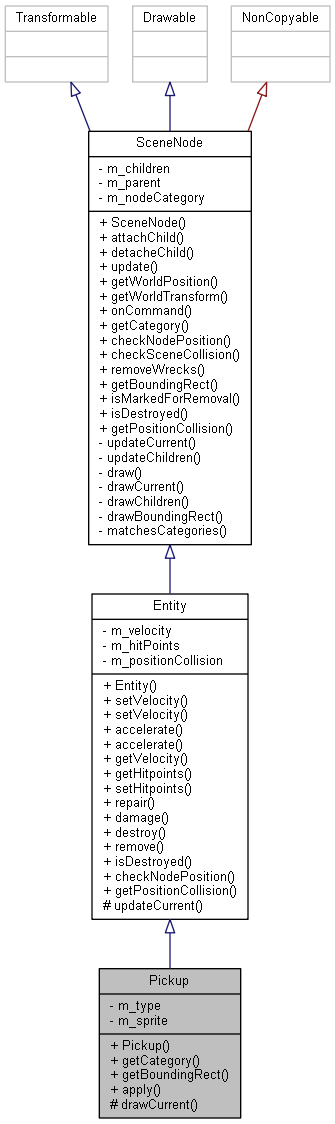 Transformable
Drawable
NonCopyable
SceneNode
- m_children
- m_parent
- m_nodeCategory
+ SceneNode()
+ attachChild()
+ detacheChild()
+ update()
+ getWorldPosition()
+ getWorldTransform()
+ onCommand()
+ getCategory()
+ checkNodePosition()
+ checkSceneCollision()
+ removeWrecks()
+ getBoundingRect()
+ isMarkedForRemoval()
+ isDestroyed()
+ getPositionCollision()
- updateCurrent()
- updateChildren()
- draw()
- drawCurrent()
- drawChildren()
- drawBoundingRect()
- matchesCategories()
Entity
- m_velocity
- m_hitPoints
- m_positionCollision
+ Entity()
+ setVelocity()
+ setVelocity()
+ accelerate()
+ accelerate()
+ getVelocity()
+ getHitpoints()
+ setHitpoints()
+ repair()
+ damage()
+ destroy()
+ remove()
+ isDestroyed()
+ checkNodePosition()
+ getPositionCollision()
# updateCurrent()
Pickup
- m_type
- m_sprite
+ Pickup()
+ getCategory()
+ getBoundingRect()
+ apply()
# drawCurrent()